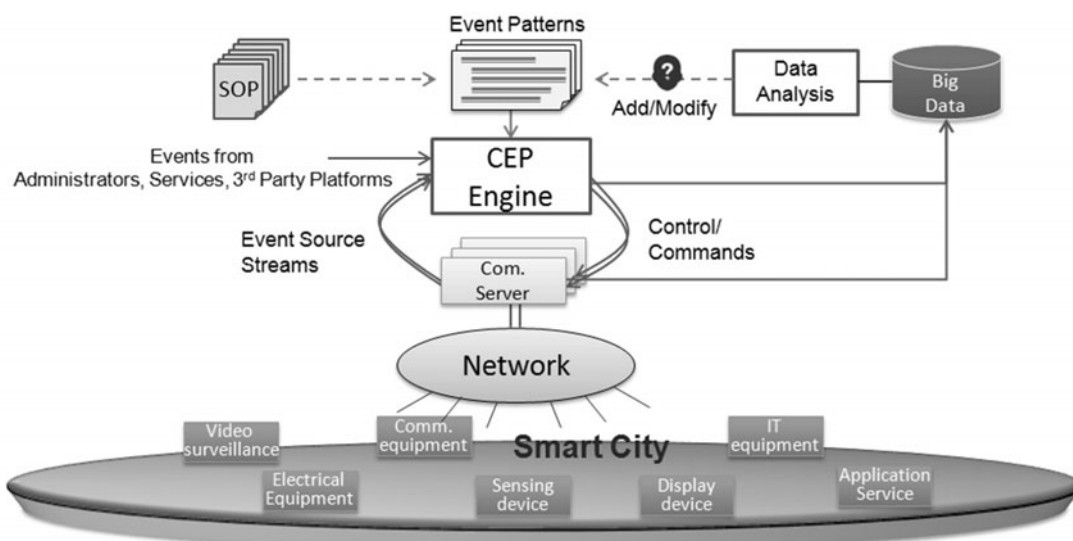 Event Patterns
SOP
?
Add/Modify
Data
Analysis
Big
Data
Events from
Administrators, Services, 3rd Party Platforms
CEP
Engine
Event Source
Streams
Control/
Commands
Com.
Server
Network
Smart City
Video
surveillance
Comm.
equipment
IT
equipment
Electrical
Equipment
Sensing
device
Display
device
Application
Service